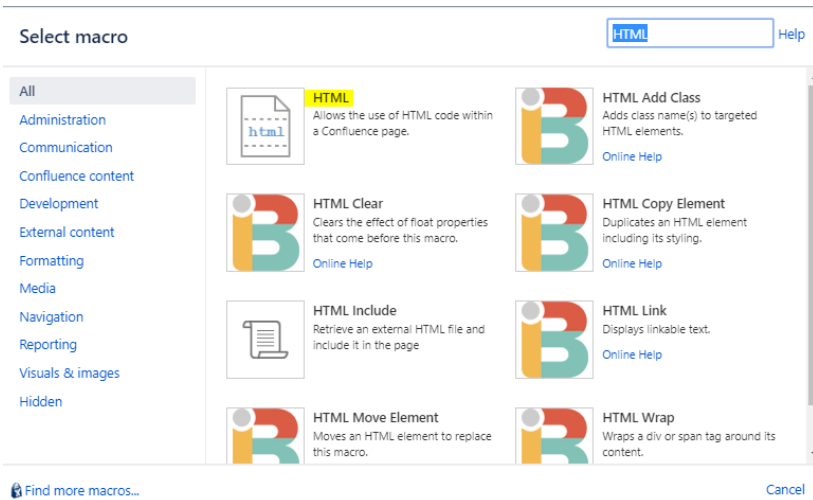 Select macro
HTML
Help
All
Administration
Communication
Confluence content
Development
External content
Formatting
Media
Navigation
Reporting
Visuals & images
Hidden
html
HTML
Allows the use of HTML code within
a Confluence page.
HTML Add Class
Adds class name(s) to targeted
HTML elements.
Online Help
HTML Clear
Clears the effect of float properties
that come before this macro.
Online Help
HTML Copy Element
Duplicates an HTML element
including its styling.
Online Help
HTML Include
Retrieve an external HTML file and
include it in the page
HTML Link
Displays linkable text.
Online Help
HTML Move Element
Moves an HTML element to replace
this macro.
HTML Wrap
Wraps a div or span tag around its
content.
Find more macros...
Cancel